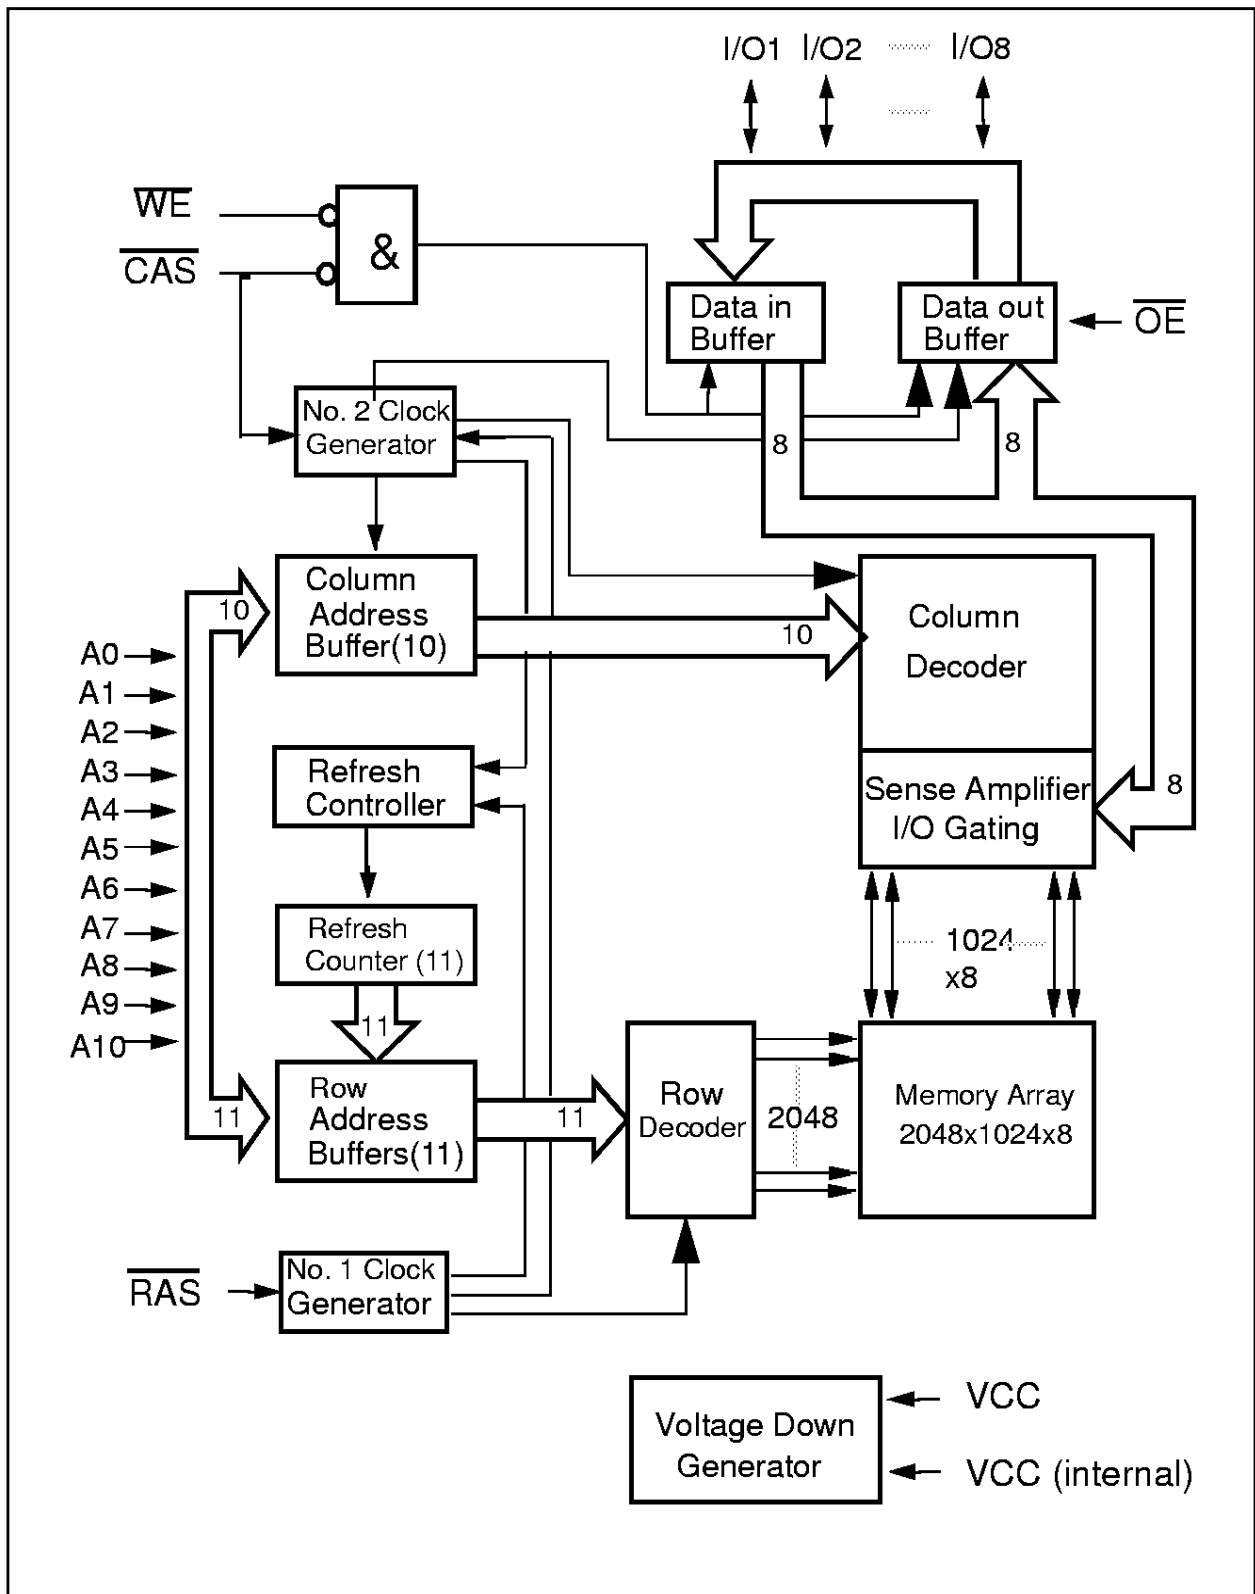 I/O1 I/O2 I/O8
WE
CAS
&
Data in
Buffer
Data out
Buffer
OE
No. 2 Clock
Generator
8
8
Column
Address
Buffer(10)
10
10
Column
Decoder
A0
A1
A2
A3
A4
A5
A6
A7
A8
A9
A10
Refresh
Controller
Sense Amplifier
I/O Gating
8
Refresh
Counter (11)
1024
x8
11
Row
Address
Buffers(11)
11
11
Row
Decoder
2048
Memory Array
2048x1024x8
RAS
No. 1 Clock
Generator
Voltage Down
Generator
VCC
VCC (internal)